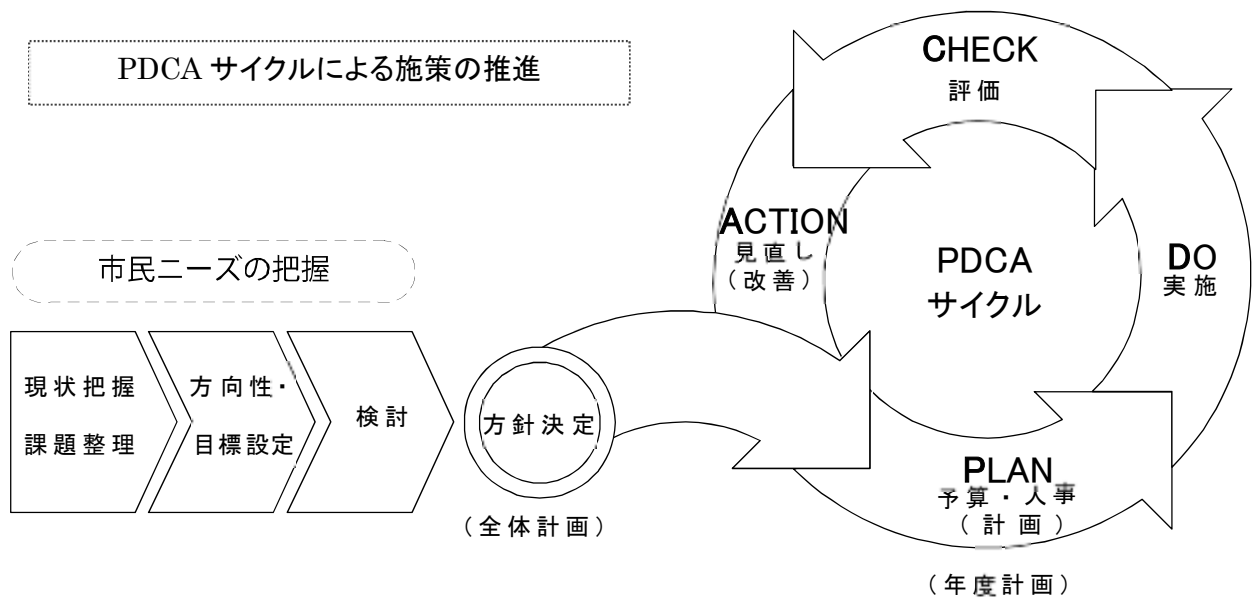 PDCA サイクルによる施策の推進
市民ニーズの把握
現状把握
課題整理
方向性・
目標設定
検討
方針決定
（全体計画）
PDCA
サイクル
PLAN
予算・人事
（計画）
（年度計画）
DO
実施
CHECK
評価
ACTION
見直し
（改善）